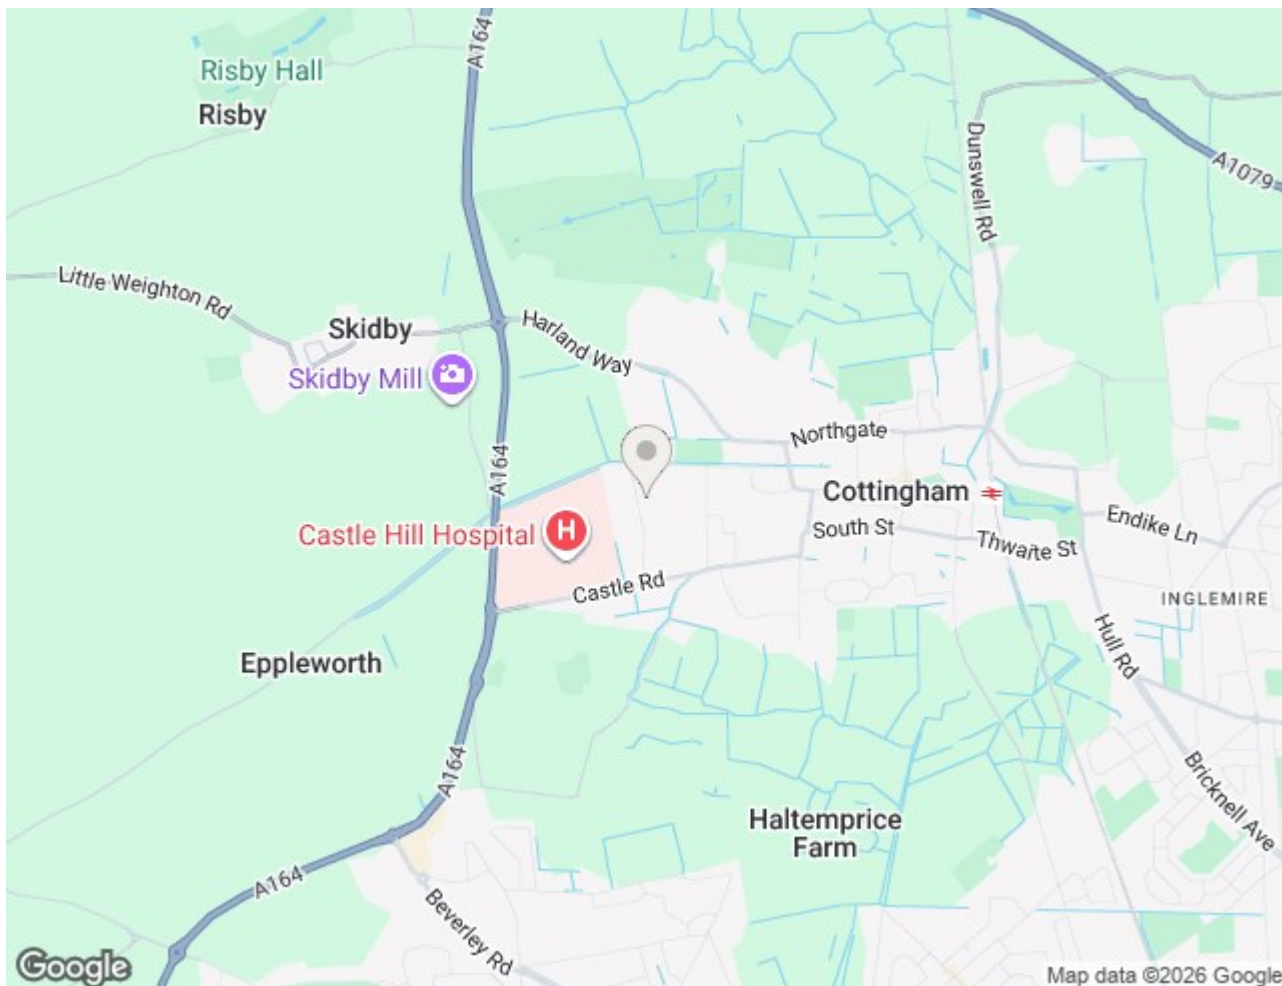 A164
Risby Hall
Risby
A1079
Dunswell Rd
Little Weighton Rd
Skidby
Harland Way
Skidby Mill
Northgate
A164
Cottingham
Castle Hill Hospital
H
South St
Endike Ln
Thwaite St
Castle Rd
INGLEMIRE
Eppleworth
Hull Rd
A164
Bricknell Ave
Haltemprice
Farm
A164
Beverley Rd
Google
Map data ©2026 Google